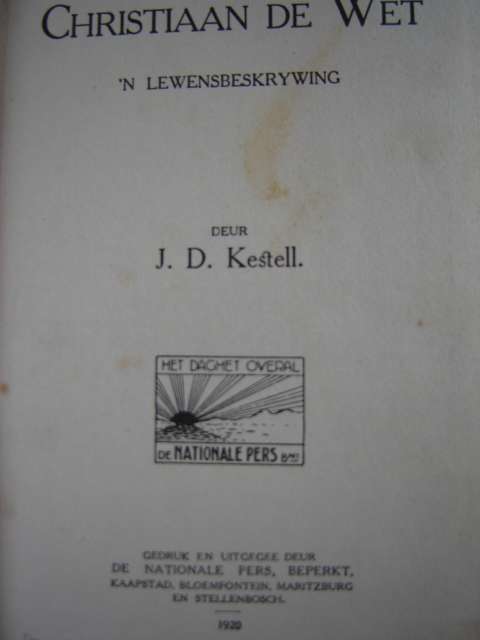 CHRISTIAAN DE WET
'N LEWENSBESKRYWING
DEUR
J. D. Kestell.
HET DAGHET OVERAL
DE NATIONALE PERS BPKT
GEDRUK EN UITGEGEE DEUR
DE NATIONALE PERS, BEPERKT,
KAAPSTAD, BLOEMFONTEIN, MARITZBURG
EN STELLENBOSCH.
1920